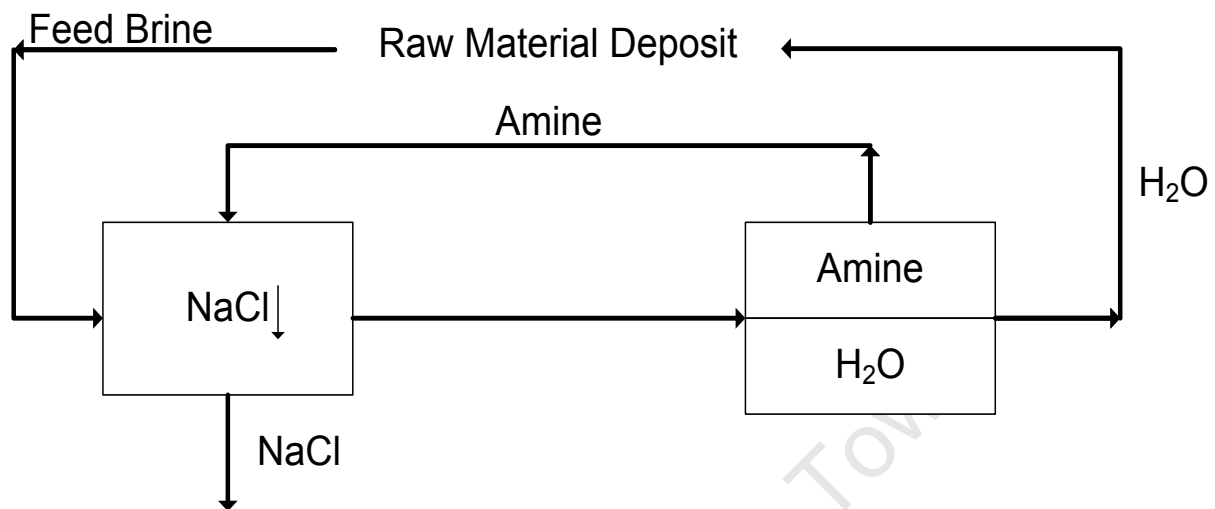 Feed Brine
Raw Material Deposit
Amine
H₂O
NaCl↓
Amine
H₂O
NaCl